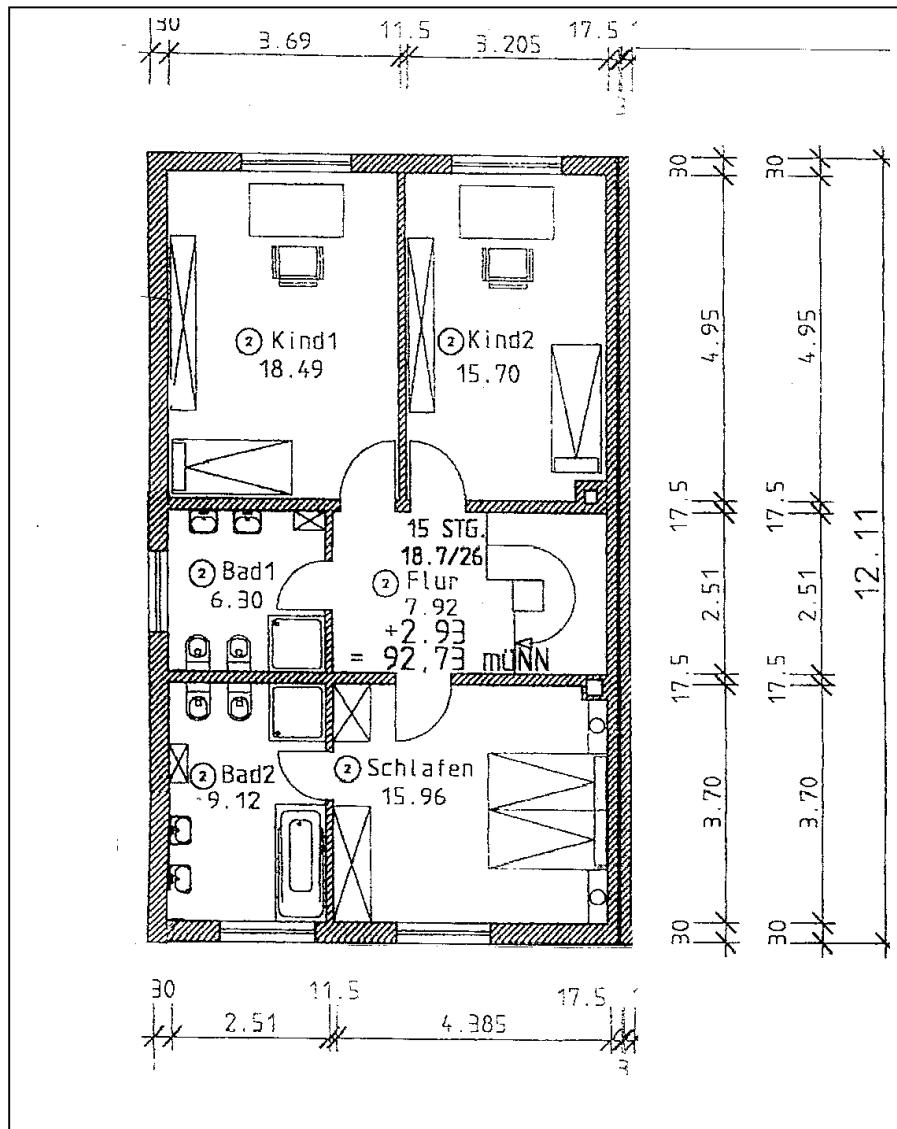 30 11.5 17.5
3.69 3.205
3
30 30
② Kind1 ② Kind2
18.49 15.70
4.95 4.95
17.5 17.5
15 STG.
18.7/26
② Bad1 ② Flur
6.30 7.92
+2.93
= 92,73 mÜNN
2.51 2.51
12.11
17.5 17.5
② Bad2 ② Schlafen
9.12 15.96
3.70 3.70
30 30
30 11.5 17.5
2.51 4.385
3